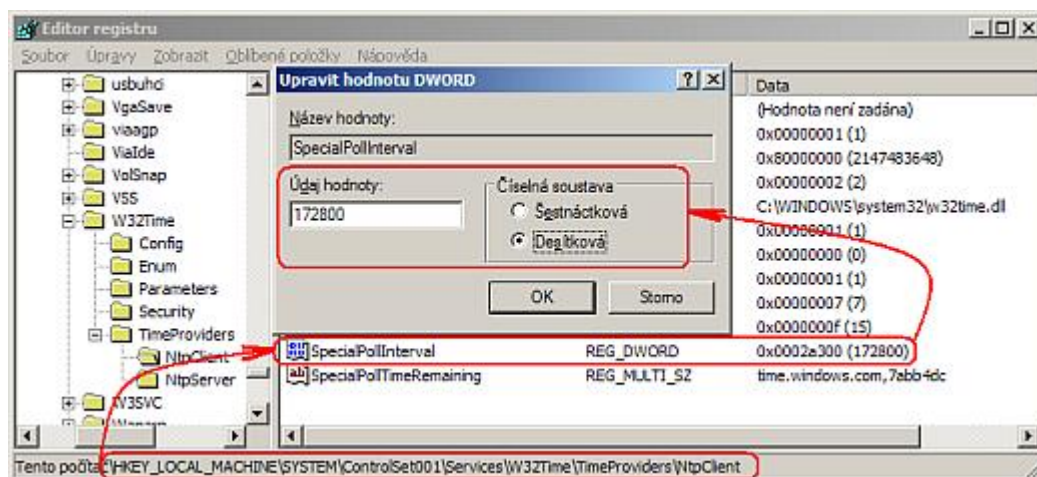 Editor registru
Soubor Úpravy Zobrazit Oblíbené položky Nápověda
usbuhci
VgaSave
viaagp
ViaIde
VolSnap
VSS
W32Time
Config
Enum
Parameters
Security
TimeProviders
NtpClient
NtpServer
W3SVC
Upravit hodnotu DWORD
Název hodnoty:
SpecialPollInterval
Údaj hodnoty:
172800
Číselná soustava
Šestnáctková
Desítková
OK Storno
Data
(Hodnota není zadána)
0x00000001 (1)
0x80000000 (2147483648)
0x00000002 (2)
C:\WINDOWS\system32\w32time.dll
0x00000001 (1)
0x00000000 (0)
0x00000001 (1)
0x00000007 (7)
0x0000000f (15)
SpecialPollInterval REG_DWORD 0x0002a300 (172800)
SpecialPollTimeRemaining REG_MULTI_SZ time.windows.com,7abb4dc
Tento počítač\HKEY_LOCAL_MACHINE\SYSTEM\ControlSet001\Services\W32Time\TimeProviders\NtpClient